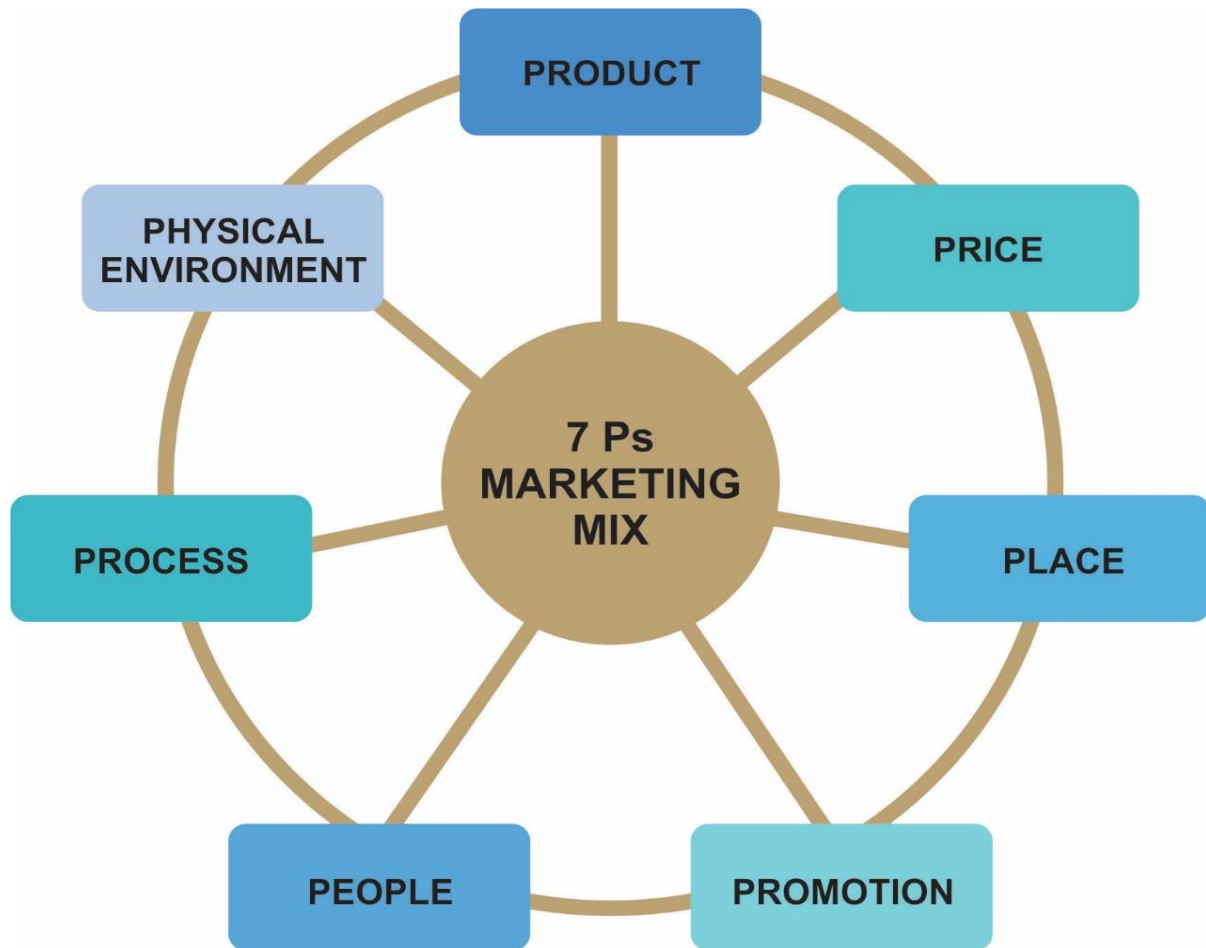 PRODUCT
PRICE
PLACE
PROMOTION
PEOPLE
PROCESS
PHYSICAL
ENVIRONMENT
7 Ps
MARKETING
MIX